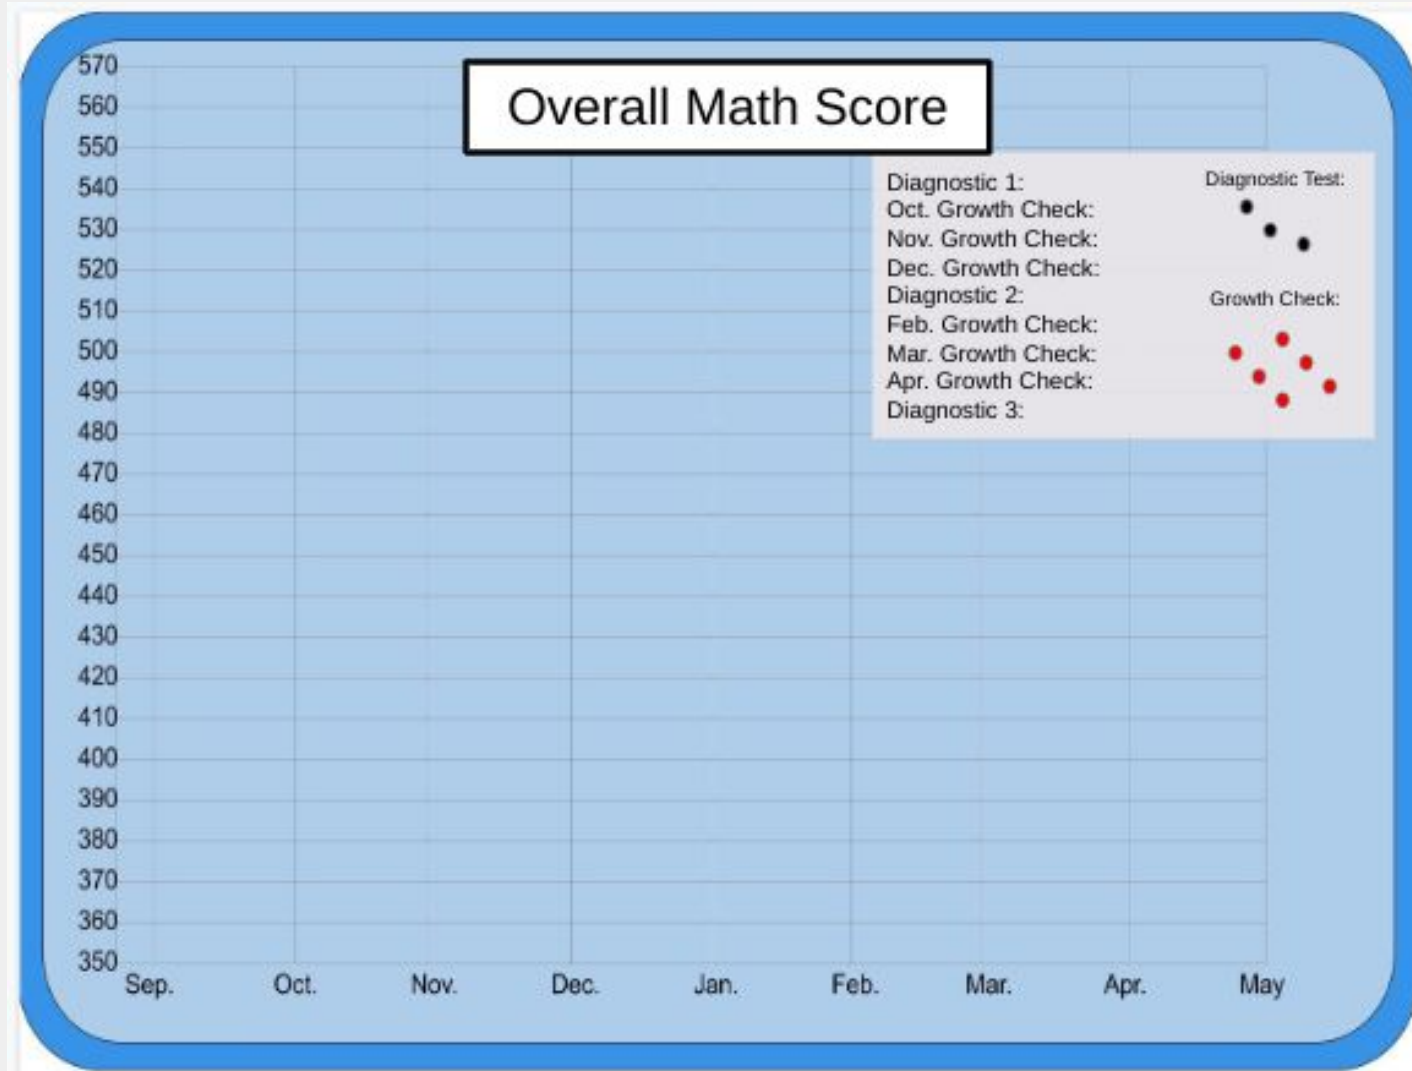 Overall Math Score
570
560
550
540
530
520
510
500
490
480
470
460
450
440
430
420
410
400
390
380
370
360
350
Diagnostic 1:
Oct. Growth Check:
Nov. Growth Check:
Dec. Growth Check:
Diagnostic 2:
Feb. Growth Check:
Mar. Growth Check:
Apr. Growth Check:
Diagnostic 3:
Diagnostic Test:
Growth Check:
Sep. Oct. Nov. Dec. Jan. Feb. Mar. Apr. May